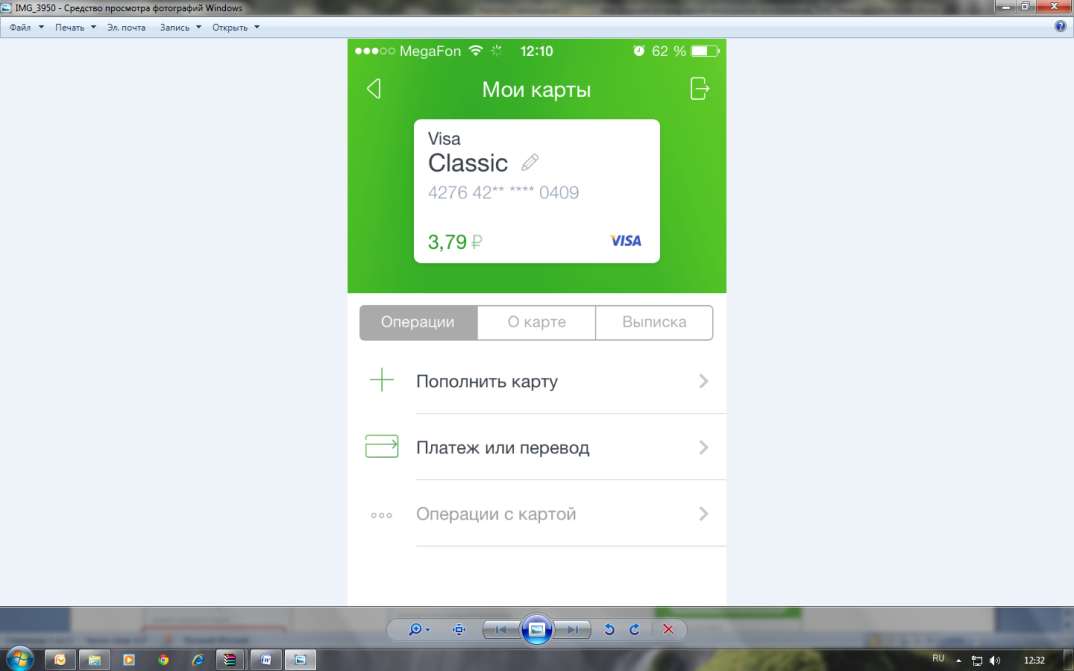 IMG_3950 - Средство просмотра фотографий Windows
Файл Печать Эл. почта Запись Открыть
MegaFon 12:10 62 %
Мои карты
Visa
Classic
4276 42** **** 0409
3,79 ₽ VISA
Операции О карте Выписка
Пополнить карту
Платеж или перевод
Операции с картой
RU 12:32